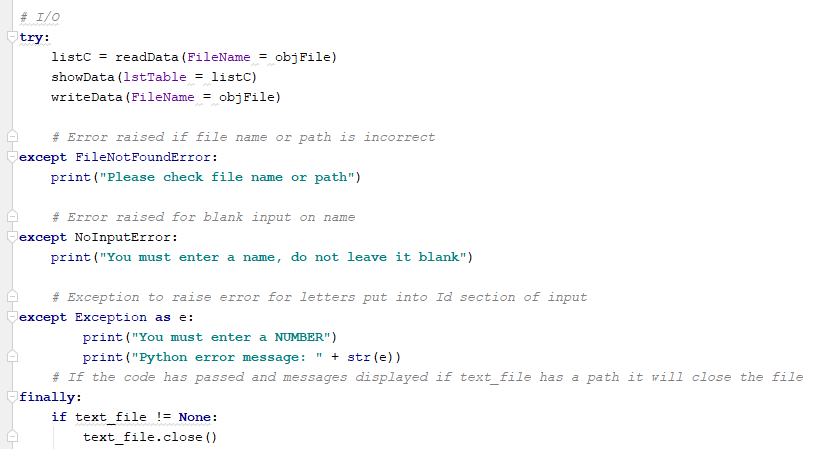 # I/O
try:
    listC = readData(FileName = objFile)
    showData(lstTable = listC)
    writeData(FileName = objFile)

    # Error raised if file name or path is incorrect
except FileNotFoundError:
    print("Please check file name or path")

    # Error raised for blank input on name
except NoInputError:
    print("You must enter a name, do not leave it blank")

    # Exception to raise error for letters put into Id section of input
except Exception as e:
        print("You must enter a NUMBER")
        print("Python error message: " + str(e))
    # If the code has passed and messages displayed if text_file has a path it will close the file
finally:
    if text_file != None:
        text_file.close()